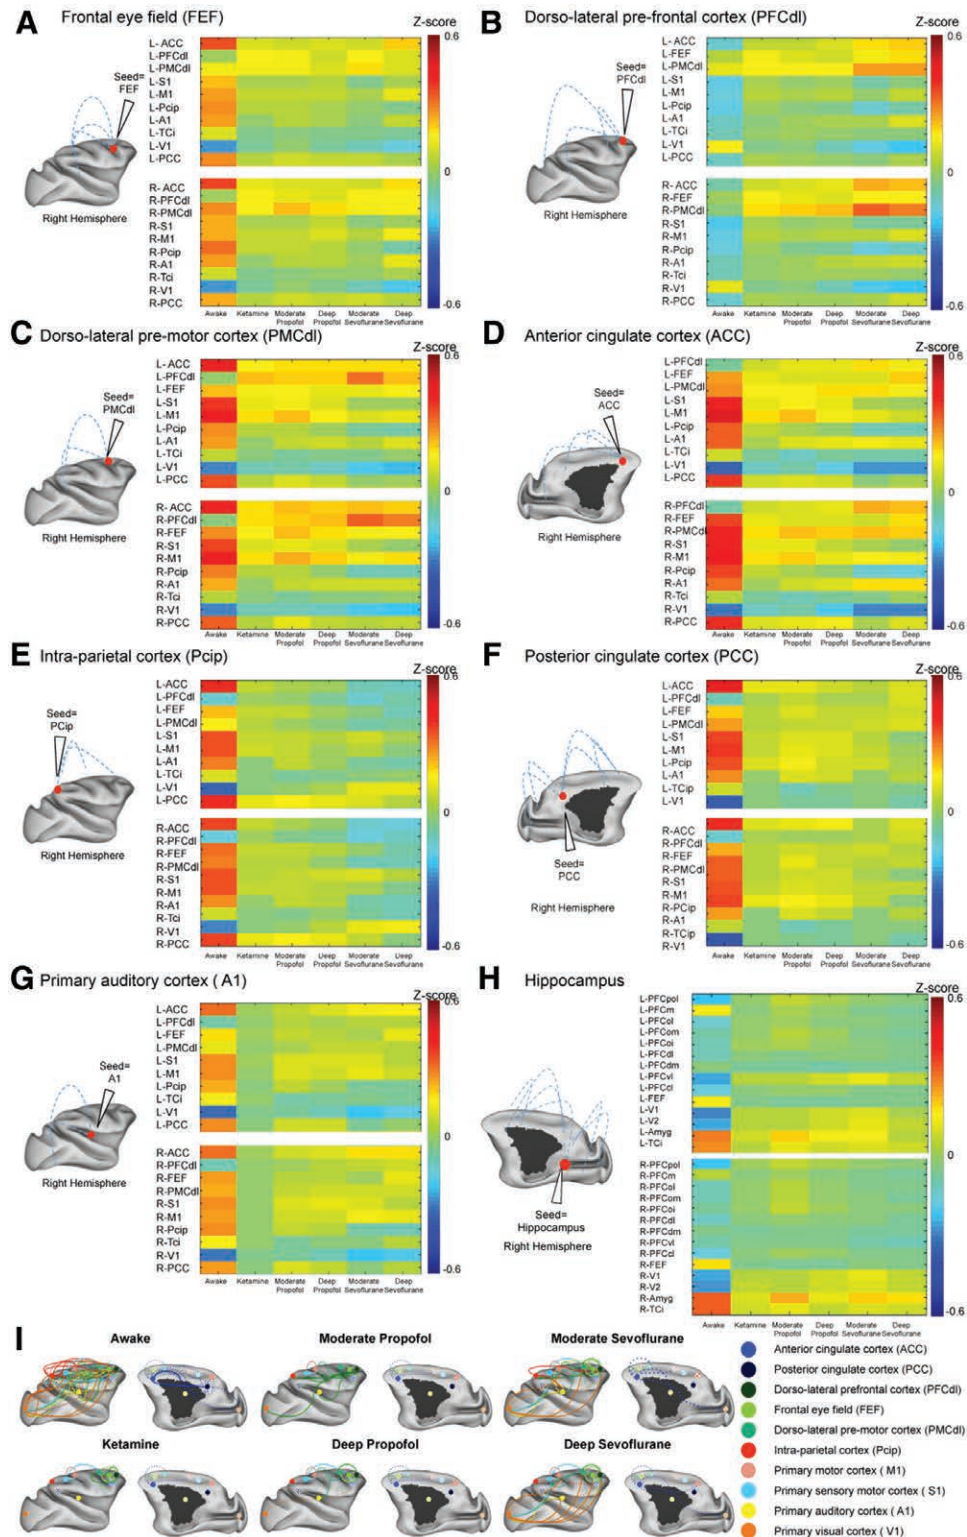 A Frontal eye field (FEF)
Z-score
0.6
L- ACC
L-PFCdl
L-PMCdl
L-S1
L-M1
L-Pcip
L-A1
L-TCi
L-V1
L-PCC
Seed=
FEF
0
R- ACC
R-PFCdl
R-PMCdl
R-S1
R-M1
R-Pcip
R-A1
R-Tci
R-V1
R-PCC
Right Hemisphere
-0.6
Awake Ketamine Moderate Propofol Deep Propofol Moderate Sevoflurane Deep Sevoflurane
B Dorso-lateral pre-frontal cortex (PFCdl)
Z-score
0.6
L- ACC
L-FEF
L-PMCdl
L-S1
L-M1
L-Pcip
L-A1
L-TCi
L-V1
L-PCC
Seed=
PFCdl
0
R- ACC
R-FEF
R-PMCdl
R-S1
R-M1
R-Pcip
R-A1
R-Tci
R-V1
R-PCC
Right Hemisphere
-0.6
Awake Ketamine Moderate Propofol Deep Propofol Moderate Sevoflurane Deep Sevoflurane
C Dorso-lateral pre-motor cortex (PMCdl)
Z-score
0.6
L- ACC
L-PFCdl
L-FEF
L-S1
L-M1
L-Pcip
L-A1
L-TCi
L-V1
L-PCC
Seed=
PMCdl
0
R- ACC
R-PFCdl
R-FEF
R-S1
R-M1
R-Pcip
R-A1
R-Tci
R-V1
R-PCC
Right Hemisphere
-0.6
Awake Ketamine Moderate Propofol Deep Propofol Moderate Sevoflurane Deep Sevoflurane
D Anterior cingulate cortex (ACC)
Z-score
0.6
L-PFCdl
L-FEF
L-PMCdl
L-S1
L-M1
L-Pcip
L-A1
L-TCi
L-V1
L-PCC
Seed=
ACC
0
R-PFCdl
R-FEF
R-PMCdl
R-S1
R-M1
R-Pcip
R-A1
R-Tci
R-V1
R-PCC
Right Hemisphere
-0.6
Awake Ketamine Moderate Propofol Deep Propofol Moderate Sevoflurane Deep Sevoflurane
E Intra-parietal cortex (Pcip)
Z-score
0.6
L-ACC
L-PFCdl
L-FEF
L-PMCdl
L-S1
L-M1
L-A1
L-TCi
L-V1
L-PCC
Seed=
PCip
0
R-ACC
R-PFCdl
R-FEF
R-PMCdl
R-S1
R-M1
R-A1
R-Tci
R-V1
R-PCC
Right Hemisphere
-0.6
Awake Ketamine Moderate Propofol Deep Propofol Moderate Sevoflurane Deep Sevoflurane
F Posterior cingulate cortex (PCC)
Z-score
0.6
L-ACC
L-PFCdl
L-FEF
L-PMCdl
L-S1
L-M1
L-Pcip
L-A1
L-TCip
L-V1
0
R-ACC
R-PFCdl
R-FEF
R-PMCdl
R-S1
R-M1
R-PCip
R-A1
R-TCip
R-V1
Seed=
PCC
Right Hemisphere
-0.6
Awake Ketamine Moderate Propofol Deep Propofol Moderate Sevoflurane Deep Sevoflurane
G Primary auditory cortex ( A1)
Z-score
0.6
L-ACC
L-PFCdl
L-FEF
L-PMCdl
L-S1
L-M1
L-Pcip
L-TCi
L-V1
L-PCC
Seed=
A1
0
R-ACC
R-PFCdl
R-FEF
R-PMCdl
R-S1
R-M1
R-Pcip
R-Tci
R-V1
R-PCC
Right Hemisphere
-0.6
Awake Ketamine Moderate Propofol Deep Propofol Moderate Sevoflurane Deep Sevoflurane
H Hippocampus
Z-score
0.6
L-PFCpol
L-PFCm
L-PFCol
L-PFCom
L-PFCoi
L-PFCdl
L-PFCdm
L-PFCvl
L-PFCcl
L-FEF
L-V1
L-V2
L-Amyg
L-TCi
0
R-PFCpol
R-PFCm
R-PFCol
R-PFCom
R-PFCoi
R-PFCdl
R-PFCdm
R-PFCvl
R-PFCcl
R-FEF
R-V1
R-V2
R-Amyg
R-TCi
Seed=
Hippocampus
Right Hemisphere
-0.6
Awake Ketamine Moderate Propofol Deep Propofol Moderate Sevoflurane Deep Sevoflurane
I
Awake Moderate Propofol Moderate Sevoflurane
Ketamine Deep Propofol Deep Sevoflurane
Anterior cingulate cortex (ACC)
Posterior cingulate cortex (PCC)
Dorso-lateral prefrontal cortex (PFCdl)
Frontal eye field (FEF)
Dorso-lateral pre-motor cortex (PMCdl)
Intra-parietal cortex (Pcip)
Primary motor cortex ( M1)
Primary sensory motor cortex ( S1)
Primary auditory cortex ( A1)
Primary visual cortex ( V1)